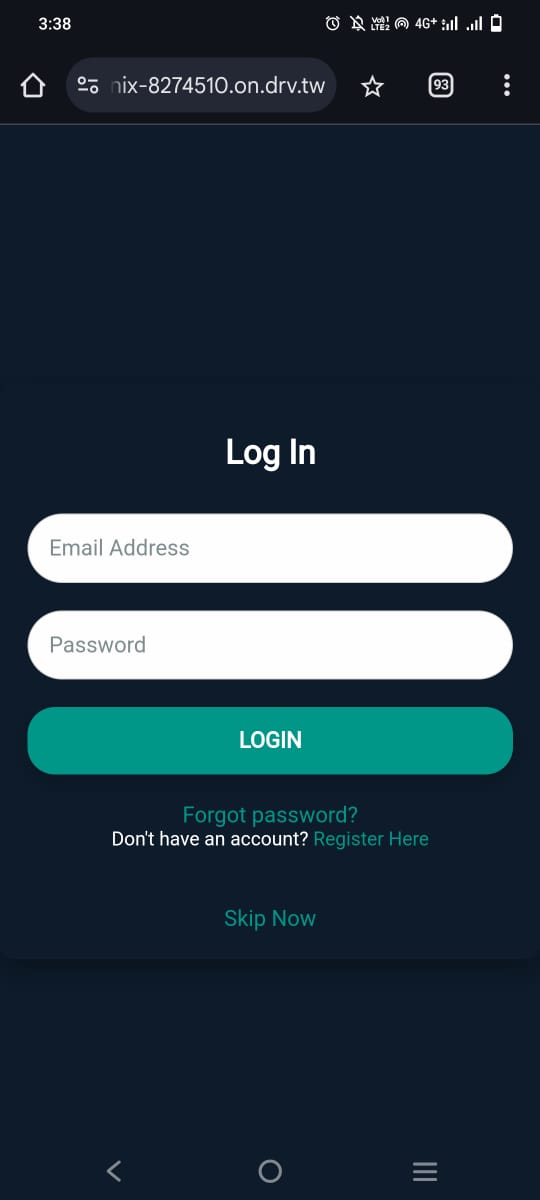 3:38
Vo)) 1
LTE2
4G+
nix-8274510.on.drv.tw
93
Log In
Email Address
Password
LOGIN
Forgot password?
Don't have an account? Register Here
Skip Now